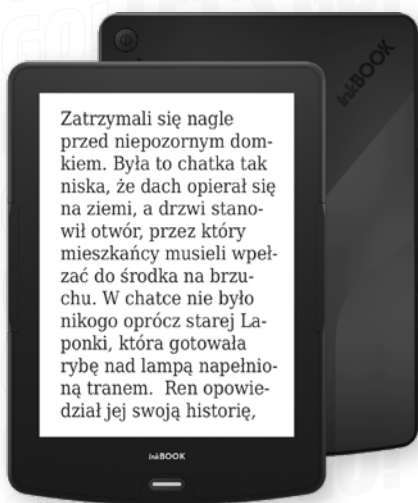 inkBOOK
Zatrzymali się nagle
przed niepozornym dom-
kiem. Była to chatka tak
niska, że dach opierał się
na ziemi, a drzwi stano-
wił otwór, przez który
mieszkańcy musieli wpeł-
zać do środka na brzu-
chu. W chatce nie było
nikogo oprócz starej La-
ponki, która gotowała
rybę nad lampą napełnio-
ną tranem. Ren opowie-
dział jej swoją historię,
inkBOOK